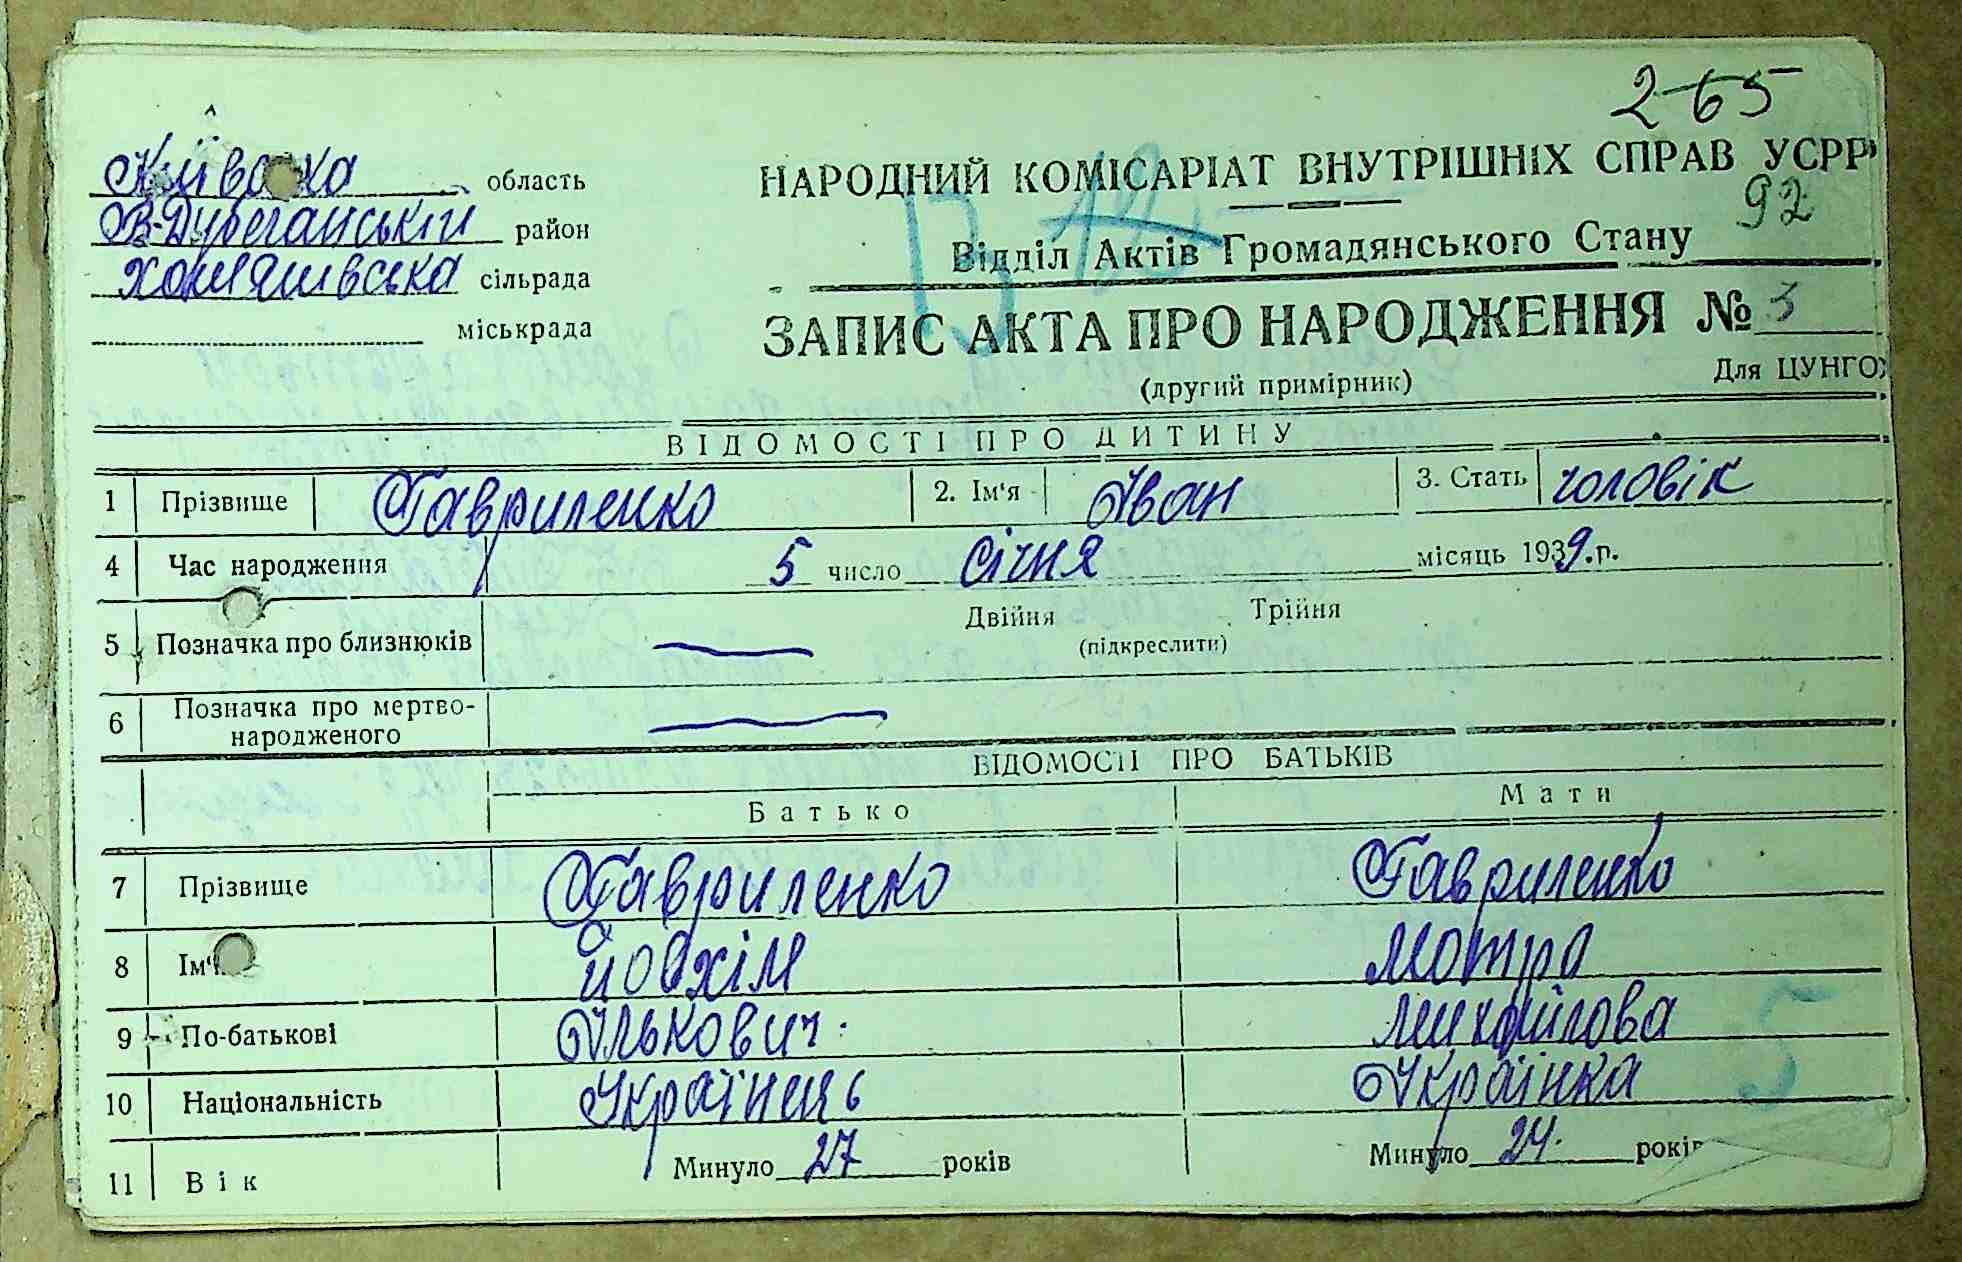 265
Київська область
НАРОДНИЙ КОМІСАРІАТ ВНУТРІШНІХ СПРАВ УСРР
В-Дубечанський район
92
Відділ Актів Громадянського Стану
сільрада
міськрада
ЗАПИС АКТА ПРО НАРОДЖЕННЯ № 3
(другий примірник)
Для ЦУНГО
ВІДОМОСТІ ПРО ДИТИНУ
1 Прізвище Гавриленко 2. Ім'я Іван 3. Стать чоловік
4 Час народження 5 число січня місяць 1939.р.
Двійня Трійня
5 Позначка про близнюків (підкреслити)
6 Позначка про мертво-
народженого
ВІДОМОСТІ ПРО БАТЬКІВ
Батько Мати
7 Прізвище Гавриленко Гавриленко
8 Ім'я Йовхім Мотра
9 По-батькові Ількович Михайлова
10 Національність Українець Українка
5
11 Вік Минуло 27 років Минуло 24 років